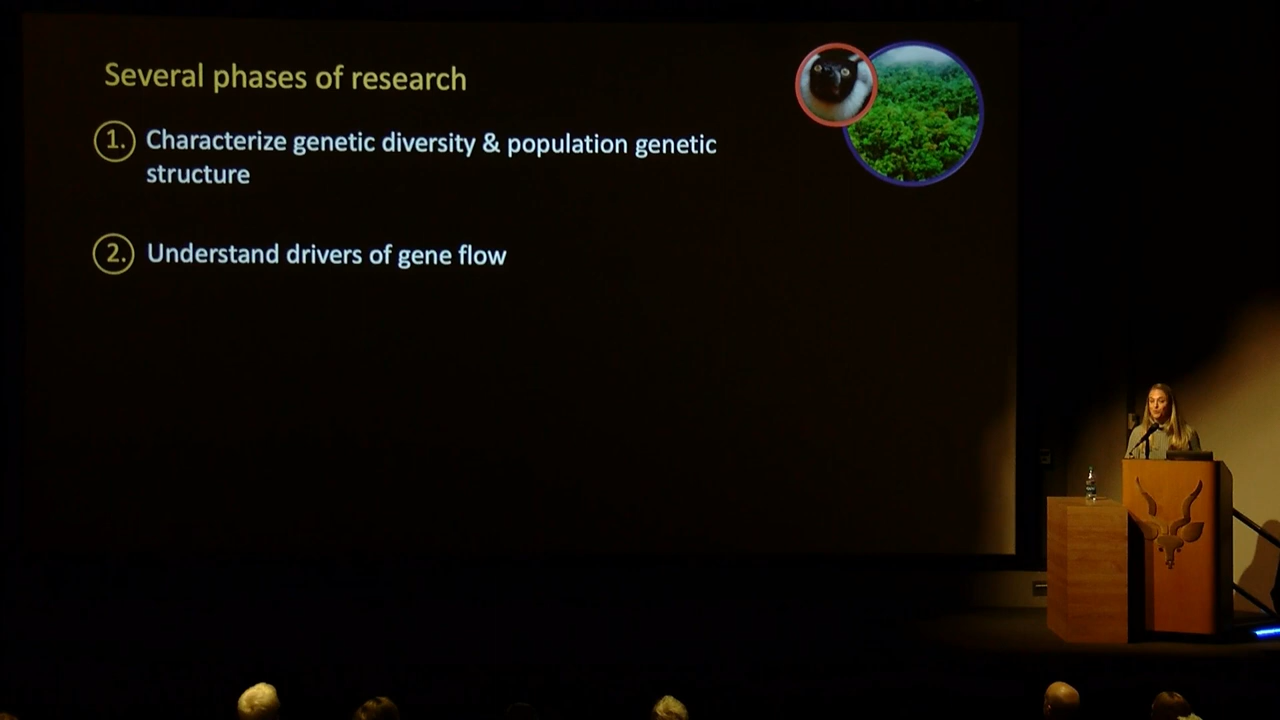 Several phases of research
1. Characterize genetic diversity & population genetic
structure
2. Understand drivers of gene flow